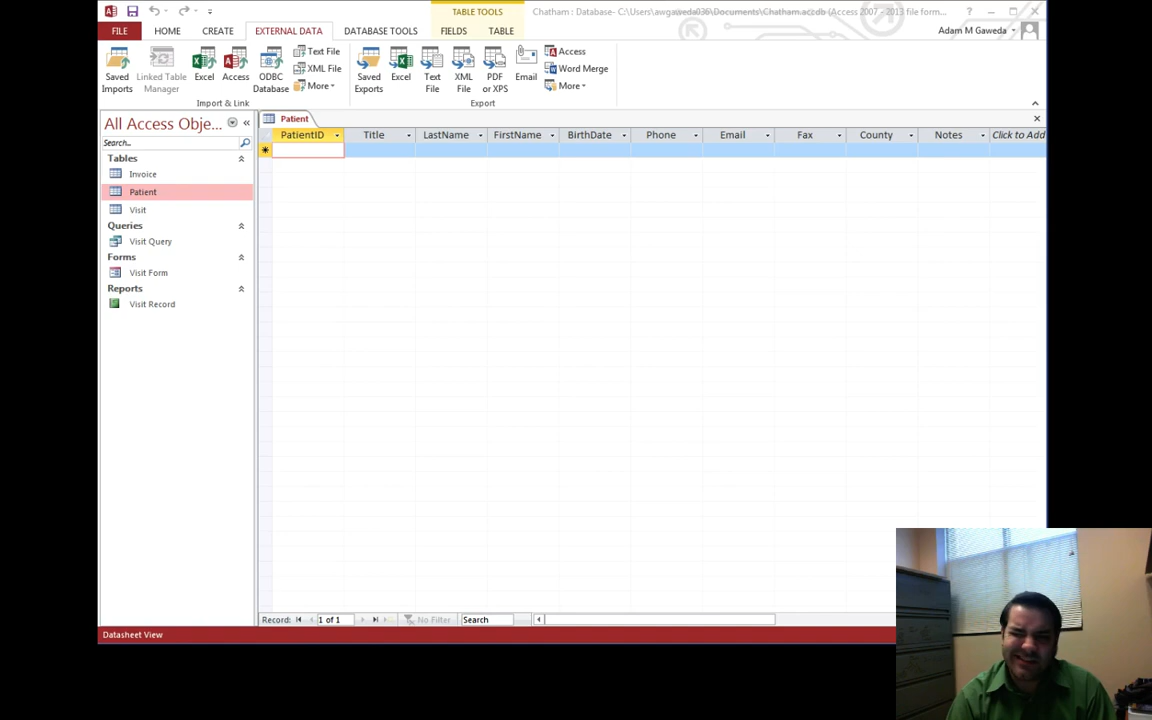 TABLE TOOLS
Chatham : Database- C:\Users\awgaweda036\Documents\Chatham.accdb (Access 2007 - 2013 file form...
?
FILE HOME CREATE EXTERNAL DATA DATABASE TOOLS FIELDS TABLE
Adam M Gaweda
Saved Imports
Linked Table Manager
Excel
Access
ODBC Database
Text File
XML File
More
Import & Link
Saved Exports
Excel
Text File
XML File
PDF or XPS
Email
Access
Word Merge
More
Export
All Access Obje...
Search...
Tables
Invoice
Patient
Visit
Queries
Visit Query
Forms
Visit Form
Reports
Visit Record
Patient
PatientID Title LastName FirstName BirthDate Phone Email Fax County Notes Click to Add
Record: 1 of 1 No Filter Search
Datasheet View